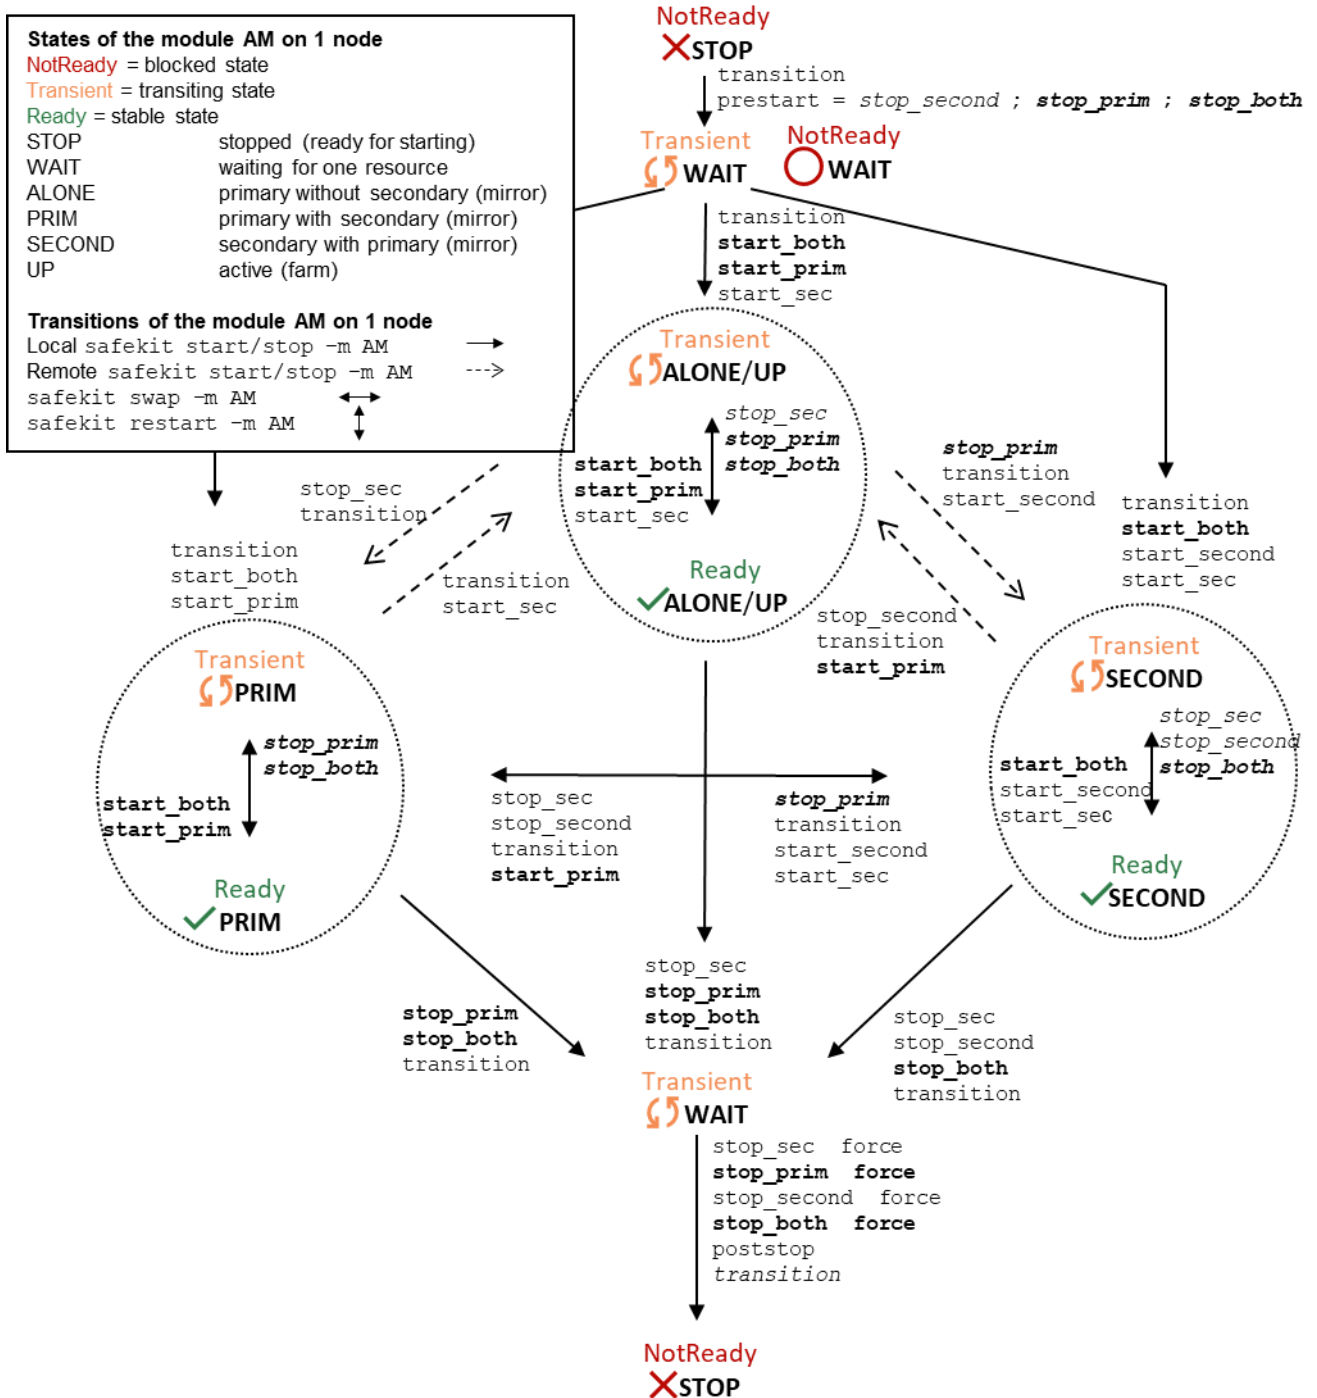 States of the module AM on 1 node
NotReady = blocked state
Transient = transiting state
Ready = stable state
STOP stopped (ready for starting)
WAIT waiting for one resource
ALONE primary without secondary (mirror)
PRIM primary with secondary (mirror)
SECOND secondary with primary (mirror)
UP active (farm)
Transitions of the module AM on 1 node
Local safekit start/stop -m AM
Remote safekit start/stop -m AM
safekit swap -m AM
safekit restart -m AM
NotReady
STOP
transition
prestart = stop_second ; stop_prim ; stop_both
Transient
WAIT
NotReady
WAIT
transition
start_both
start_prim
start_sec
Transient
ALONE/UP
stop_sec
stop_prim
stop_both
start_both
start_prim
start_sec
Ready
ALONE/UP
stop_sec
transition
transition
start_sec
stop_prim
transition
start_second
stop_second
transition
start_prim
transition
start_both
start_prim
transition
start_both
start_second
start_sec
Transient
PRIM
stop_prim
stop_both
start_both
start_prim
Ready
PRIM
Transient
SECOND
stop_sec
stop_second
stop_both
start_both
start_second
start_sec
Ready
SECOND
stop_sec
stop_second
transition
start_prim
stop_prim
transition
start_second
start_sec
stop_prim
stop_both
transition
stop_sec
stop_prim
stop_both
transition
stop_sec
stop_second
stop_both
transition
Transient
WAIT
stop_sec force
stop_prim force
stop_second force
stop_both force
poststop
transition
NotReady
STOP